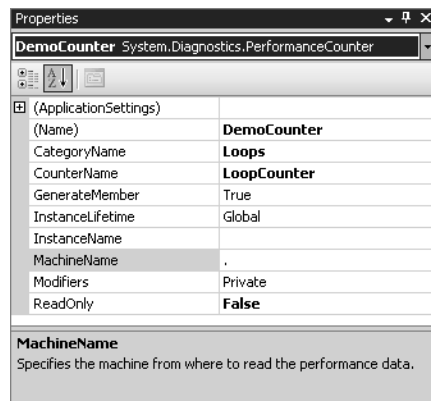 Properties
DemoCounter System.Diagnostics.PerformanceCounter
(ApplicationSettings)
(Name) DemoCounter
CategoryName Loops
CounterName LoopCounter
GenerateMember True
InstanceLifetime Global
InstanceName
MachineName .
Modifiers Private
ReadOnly False
MachineName
Specifies the machine from where to read the performance data.